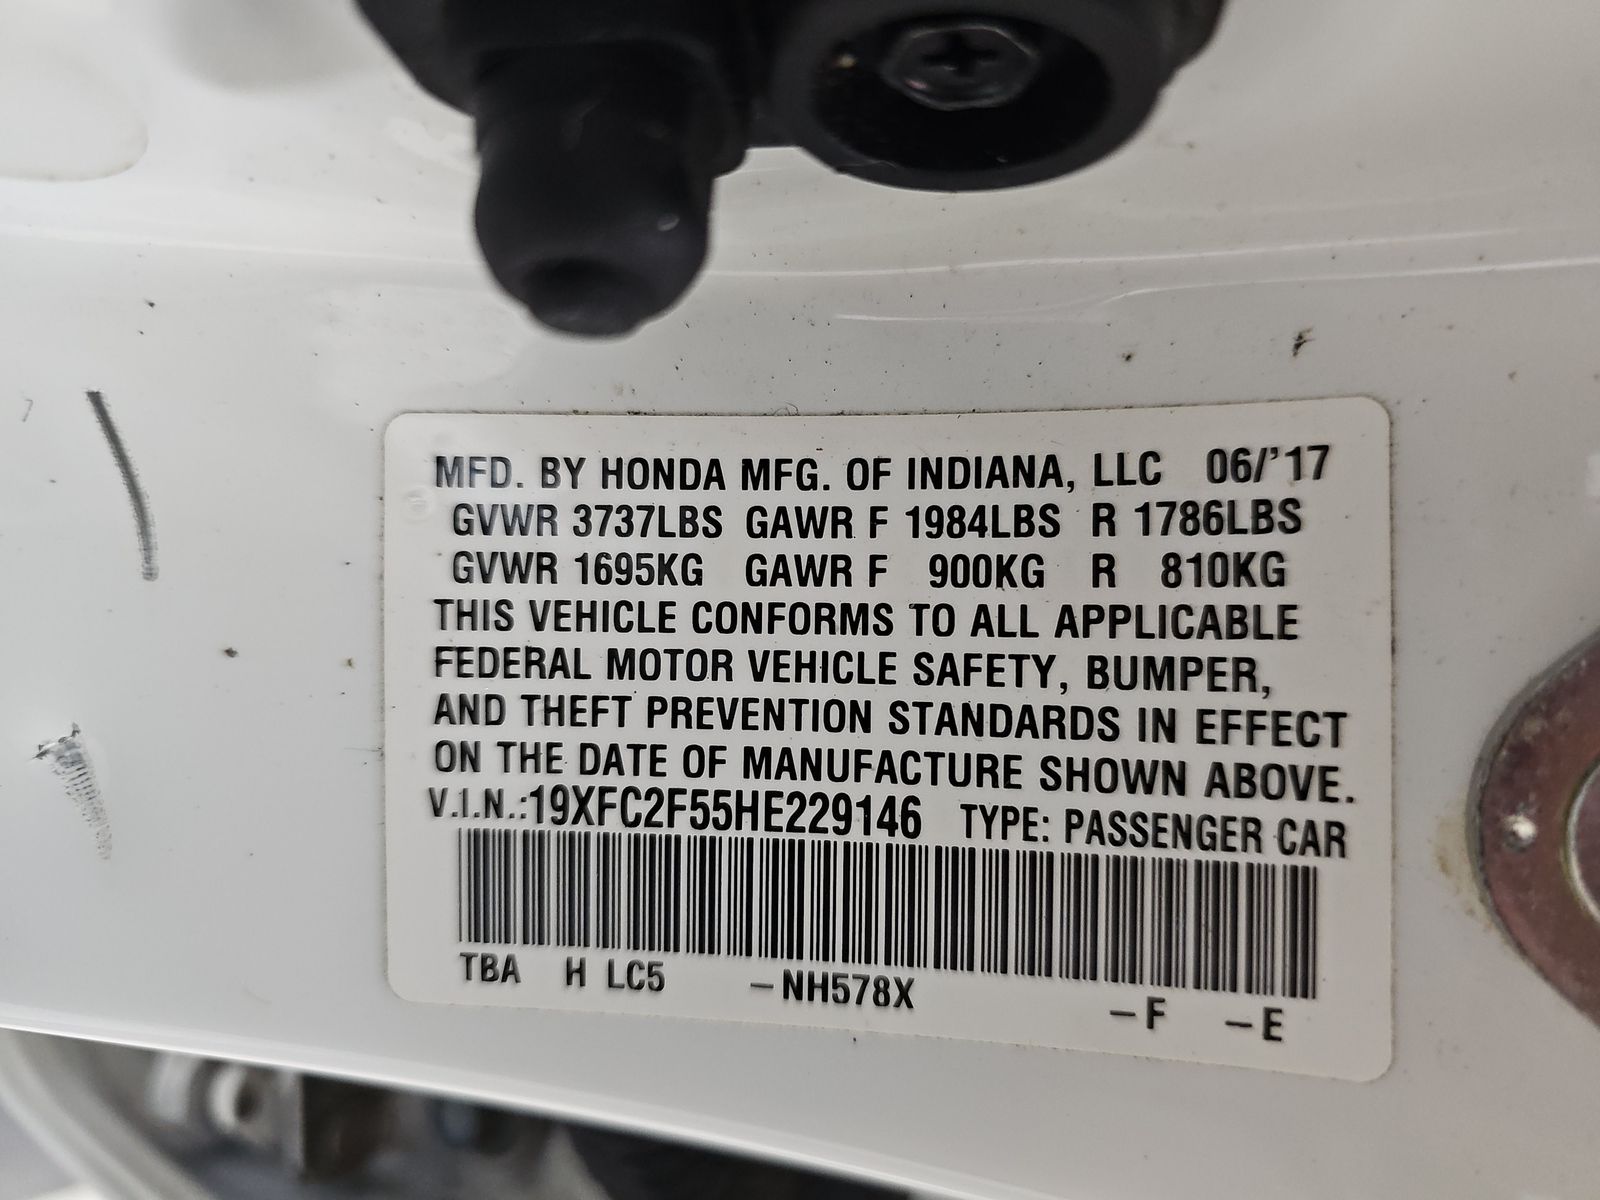 MFD. BY HONDA MFG. OF INDIANA, LLC 06/'17
GVWR 3737LBS GAWR F 1984LBS R 1786LBS
GVWR 1695KG GAWR F 900KG R 810KG
THIS VEHICLE CONFORMS TO ALL APPLICABLE
FEDERAL MOTOR VEHICLE SAFETY, BUMPER,
AND THEFT PREVENTION STANDARDS IN EFFECT
ON THE DATE OF MANUFACTURE SHOWN ABOVE.
V.I.N.:19XFC2F55HE229146 TYPE: PASSENGER CAR
TBA H LC5 –NH578X –F –E